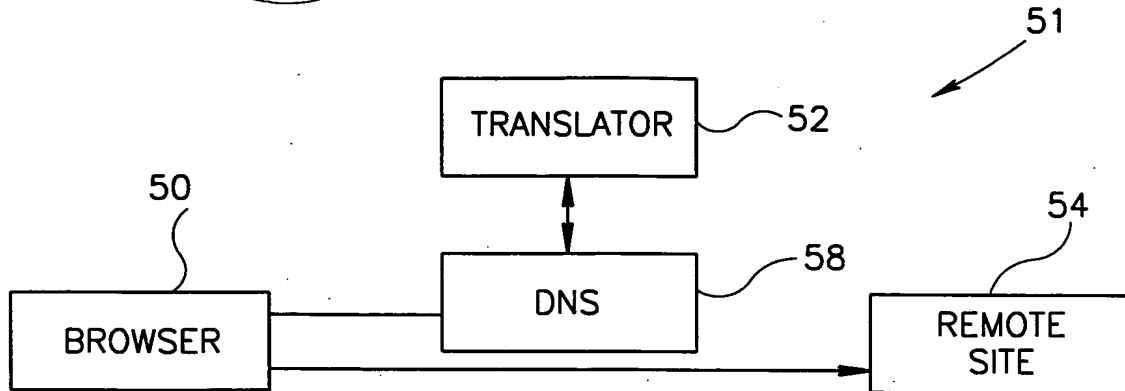 51
TRANSLATOR
52
50
54
DNS
58
BROWSER
REMOTE
SITE